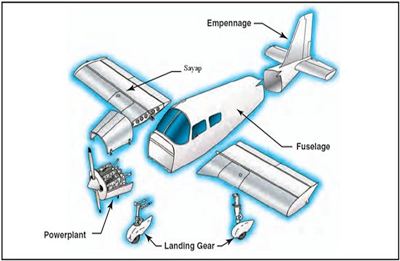 Empennage
Sayap
Fuselage
Powerplant
Landing Gear